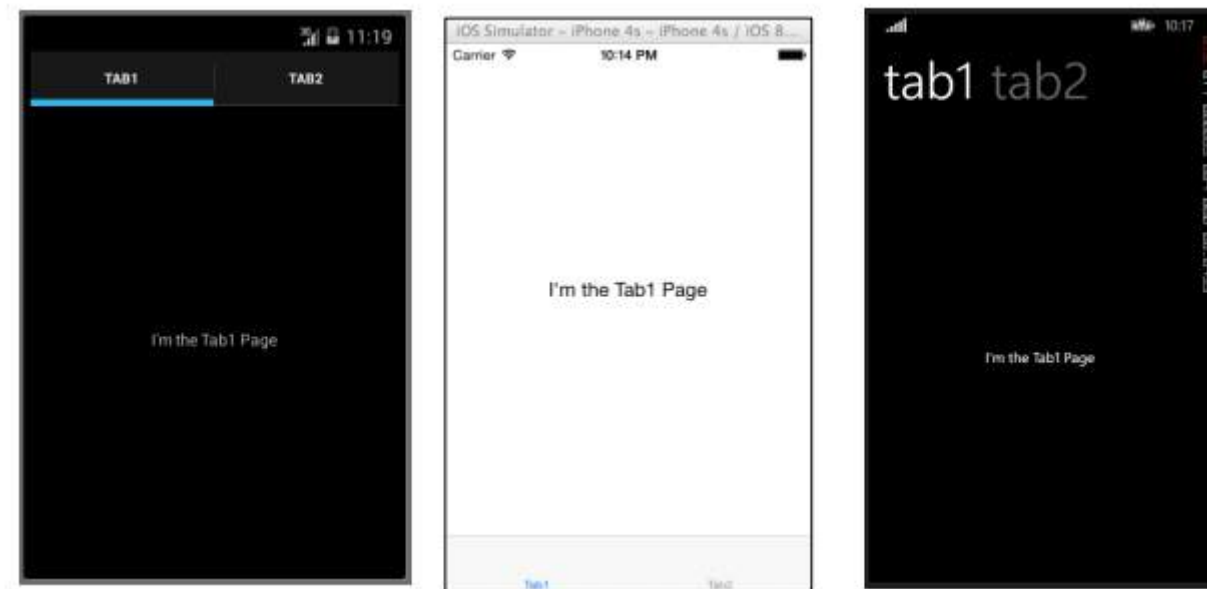 11:19
TAB1 TAB2
I'm the Tab1 Page
iOS Simulator - iPhone 4s - iPhone 4s / iOS 8...
Carrier 10:14 PM
I'm the Tab1 Page
Tab1 Tab2
10:17
tab1 tab2
I'm the Tab1 Page